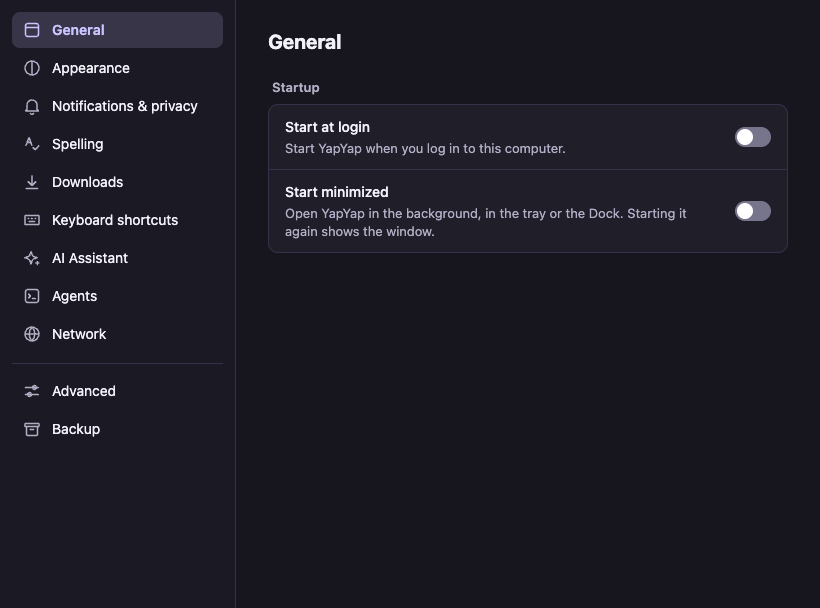 General
Appearance
Notifications & privacy
Spelling
Downloads
Keyboard shortcuts
AI Assistant
Agents
Network
Advanced
Backup
General
Startup
Start at login
Start YapYap when you log in to this computer.
Start minimized
Open YapYap in the background, in the tray or the Dock. Starting it
again shows the window.